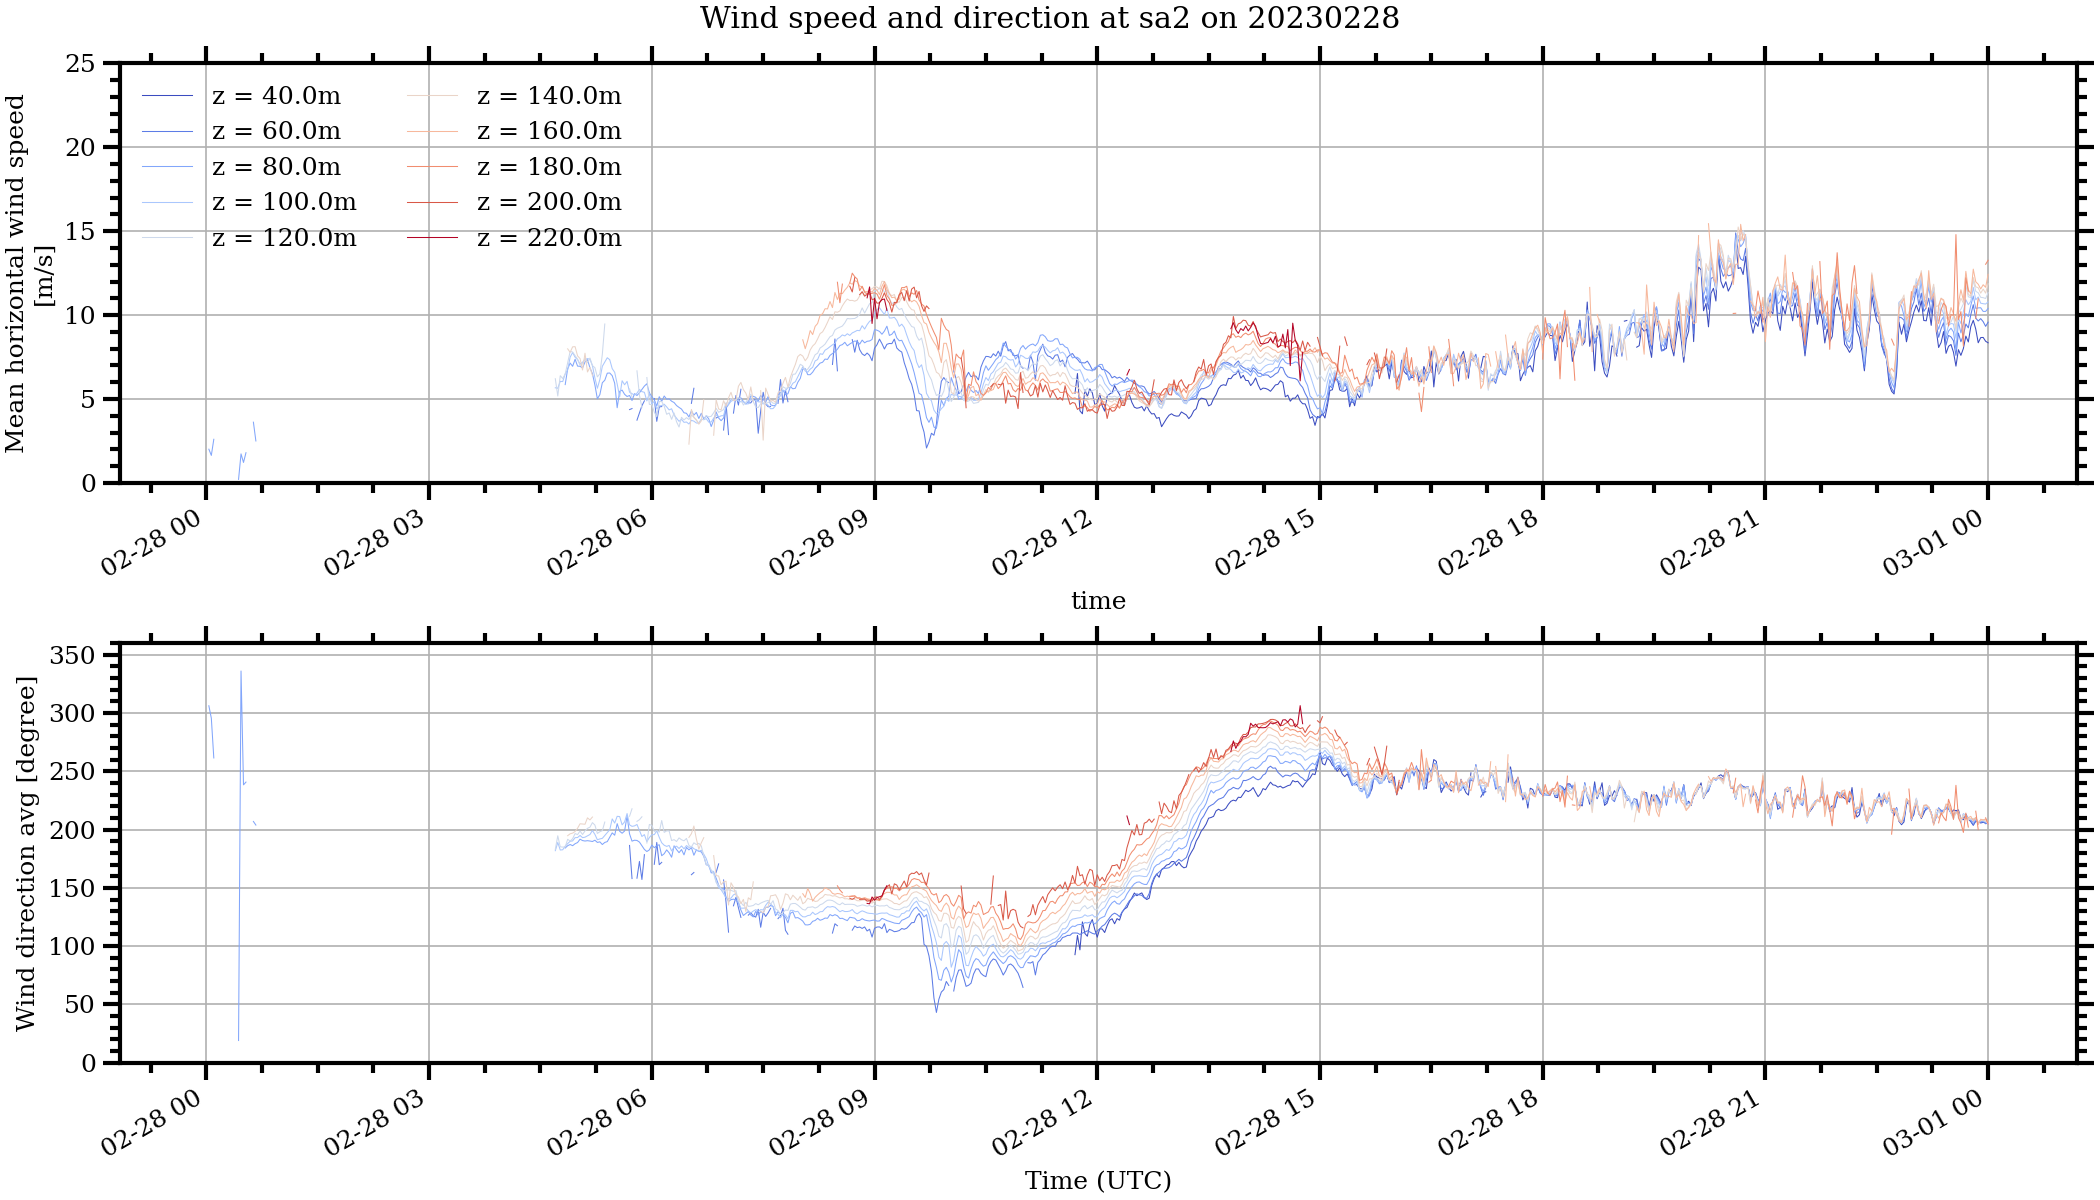 Wind speed and direction at sa2 on 20230228
Mean horizontal wind speed
[m/s]
25
20
15
10
5
0
z = 40.0m
z = 60.0m
z = 80.0m
z = 100.0m
z = 120.0m
z = 140.0m
z = 160.0m
z = 180.0m
z = 200.0m
z = 220.0m
02-28 00
02-28 03
02-28 06
02-28 09
02-28 12
02-28 15
02-28 18
02-28 21
03-01 00
time
Wind direction avg [degree]
350
300
250
200
150
100
50
0
02-28 00
02-28 03
02-28 06
02-28 09
02-28 12
02-28 15
02-28 18
02-28 21
03-01 00
Time (UTC)